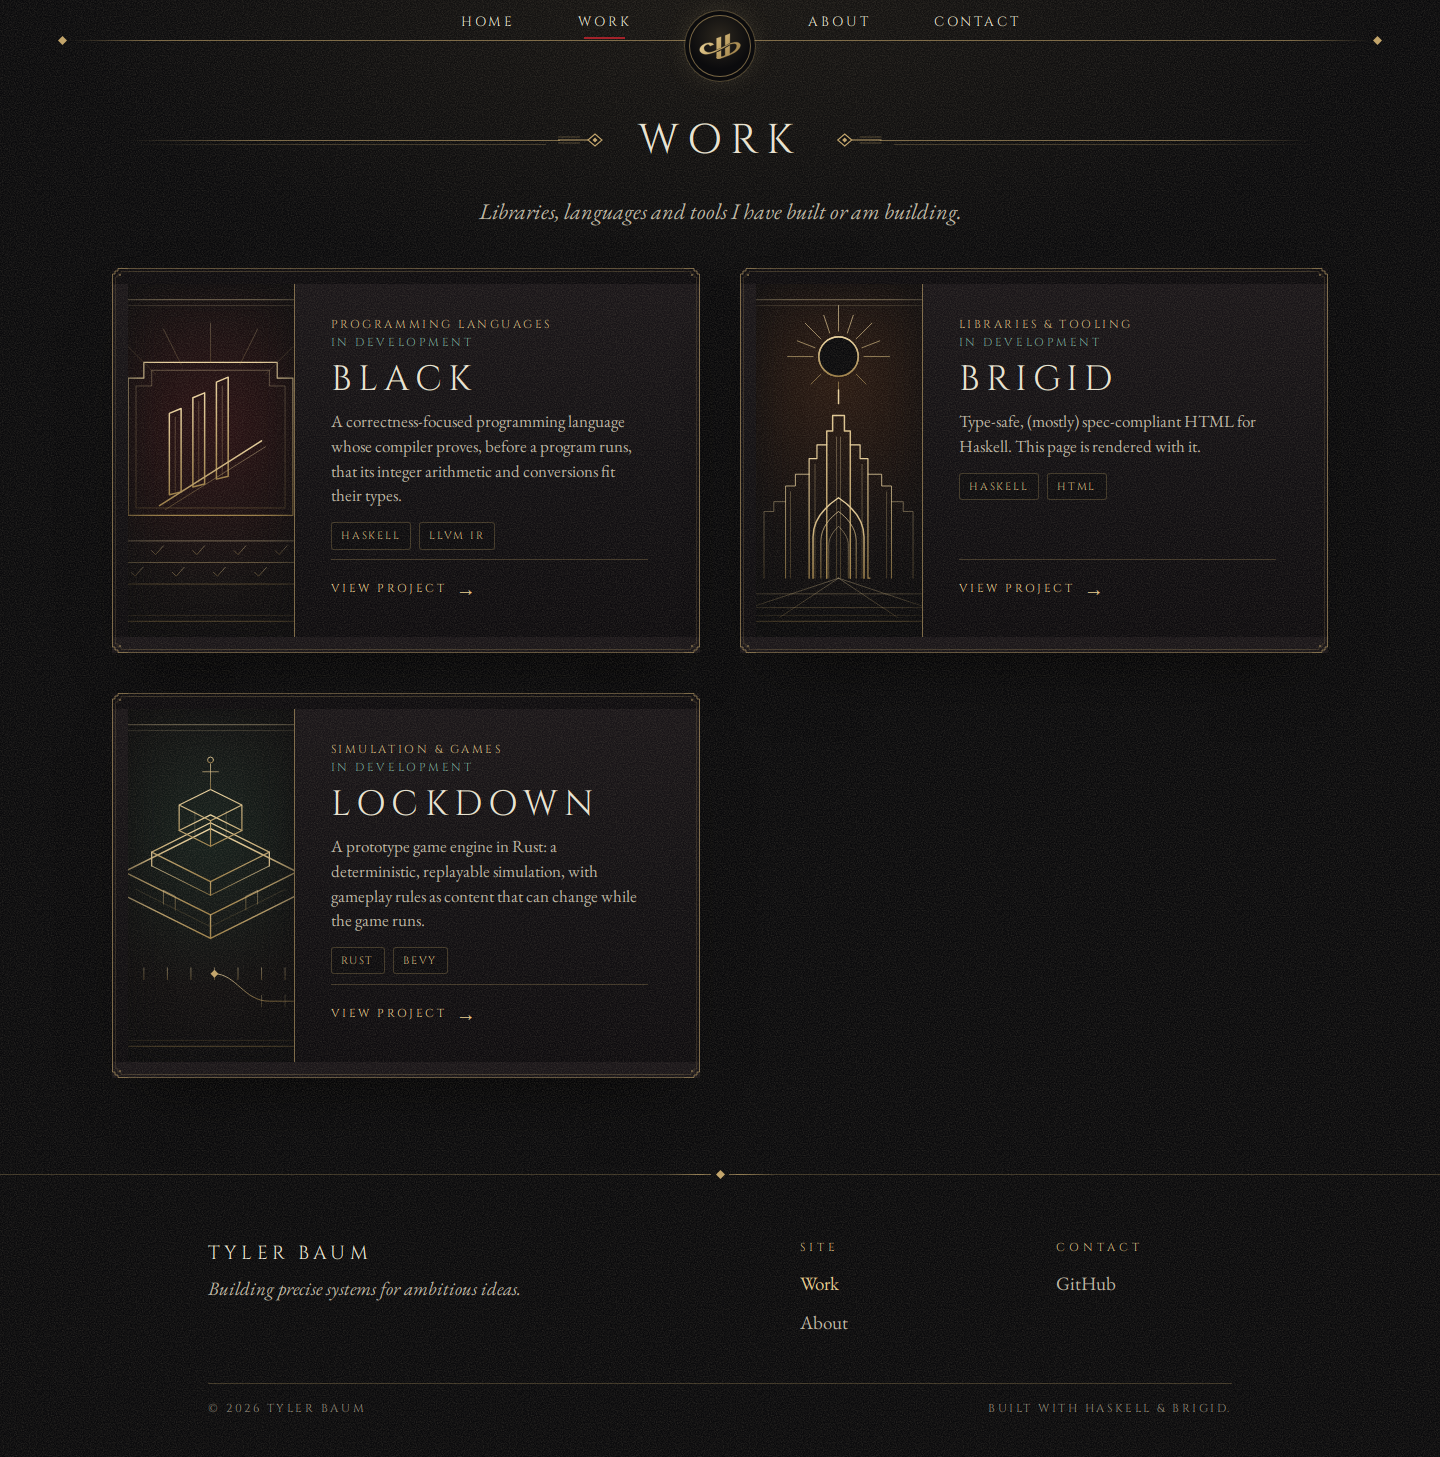 HOME WORK ABOUT CONTACT
WORK
Libraries, languages and tools I have built or am building.
PROGRAMMING LANGUAGES
IN DEVELOPMENT
BLACK
A correctness-focused programming language
whose compiler proves, before a program runs,
that its integer arithmetic and conversions fit
their types.
HASKELL LLVM IR
VIEW PROJECT →
LIBRARIES & TOOLING
IN DEVELOPMENT
BRIGID
Type-safe, (mostly) spec-compliant HTML for
Haskell. This page is rendered with it.
HASKELL HTML
VIEW PROJECT →
SIMULATION & GAMES
IN DEVELOPMENT
LOCKDOWN
A prototype game engine in Rust: a
deterministic, replayable simulation, with
gameplay rules as content that can change while
the game runs.
RUST BEVY
VIEW PROJECT →
TYLER BAUM
Building precise systems for ambitious ideas.
SITE
Work
About
CONTACT
GitHub
© 2026 TYLER BAUM
BUILT WITH HASKELL & BRIGID.